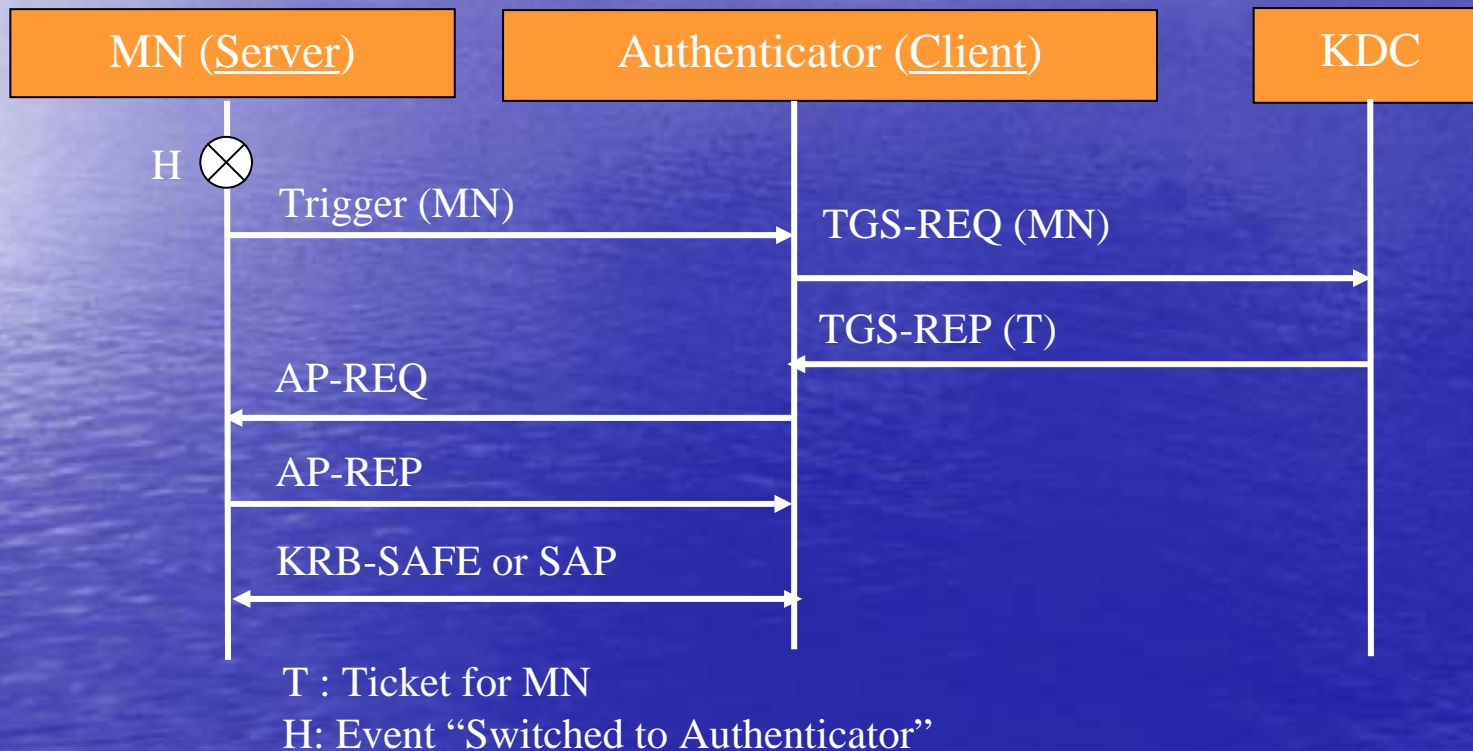 MN (Server)
Authenticator (Client)
KDC
H
Trigger (MN)
TGS-REQ (MN)
TGS-REP (T)
AP-REQ
AP-REP
KRB-SAFE or SAP
T : Ticket for MN
H: Event “Switched to Authenticator”